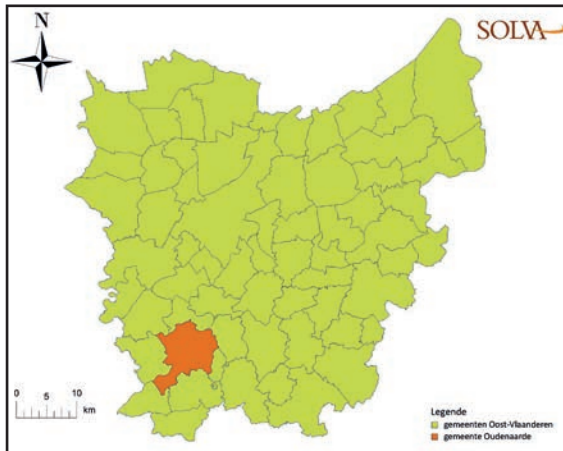 N
SOLVA
0 5 10
km
Legende
gemeenten Oost-Vlaanderen
gemeente Oudenaarde